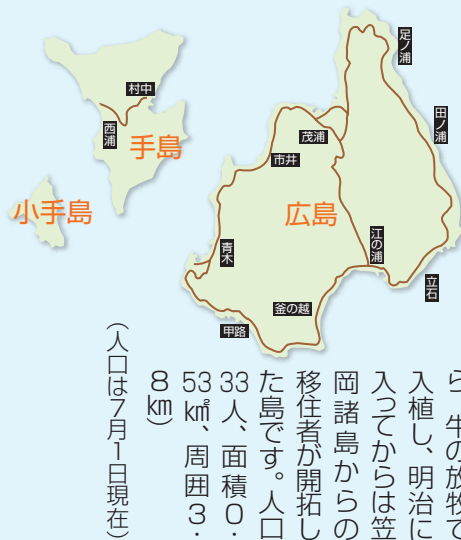 村中
西浦
手島
小手島
足ノ浦
田ノ浦
茂浦
市井
広島
江の浦
青木
立石
釜の越
甲路
ら、牛の放牧で
入植し、明治に
入ってからは笠
岡諸島からの
移住者が開拓し
た島です。人口
33人、面積0・
53㎢、周囲3・
8㎞)
(人口は7月1日現在)